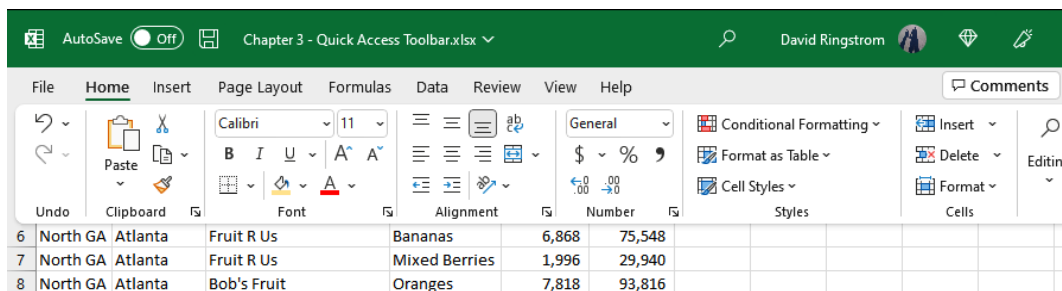 AutoSave Off Chapter 3 - Quick Access Toolbar.xlsx David Ringstrom
File Home Insert Page Layout Formulas Data Review View Help Comments
Calibri 11 ab General Conditional Formatting Insert
Paste B I U A A $ % 9 Format as Table Delete Editin
A .00 .00 Cell Styles Format
Undo Clipboard Font Alignment Number Styles Cells
6 North GA Atlanta Fruit R Us Bananas 6,868 75,548
7 North GA Atlanta Fruit R Us Mixed Berries 1,996 29,940
8 North GA Atlanta Bob's Fruit Oranges 7,818 93,816